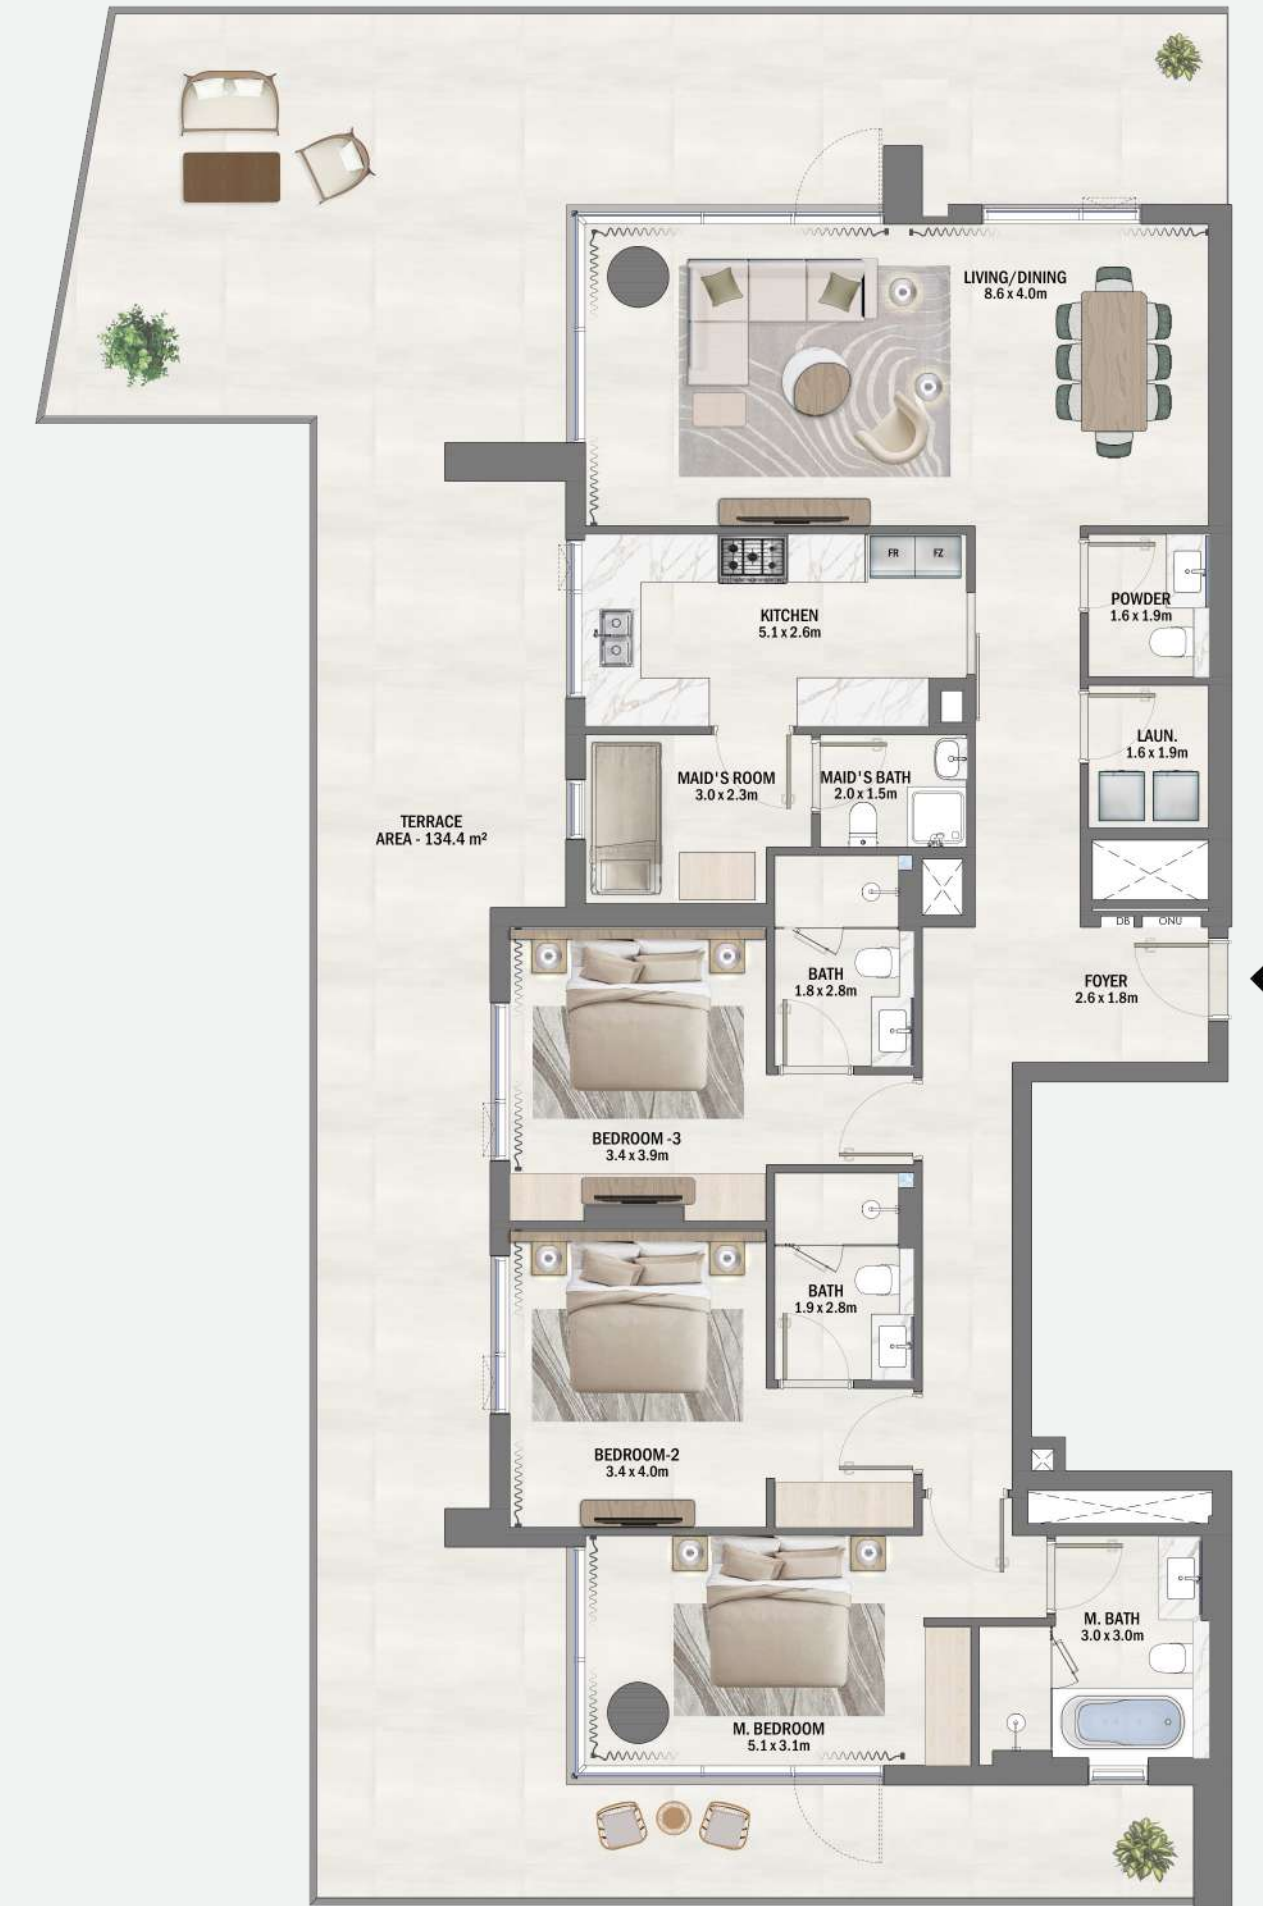 LIVING/DINING
8.6 x 4.0m
FR
FZ
KITCHEN
5.1 x 2.6m
POWDER
1.6 x 1.9m
LAUN.
1.6 x 1.9m
MAID'S ROOM
3.0 x 2.3m
MAID'S BATH
2.0 x 1.5m
TERRACE
AREA - 134.4 m²
DB
ONU
BATH
1.8 x 2.8m
FOYER
2.6 x 1.8m
BEDROOM -3
3.4 x 3.9m
BATH
1.9 x 2.8m
BEDROOM-2
3.4 x 4.0m
M. BATH
3.0 x 3.0m
M. BEDROOM
5.1 x 3.1m